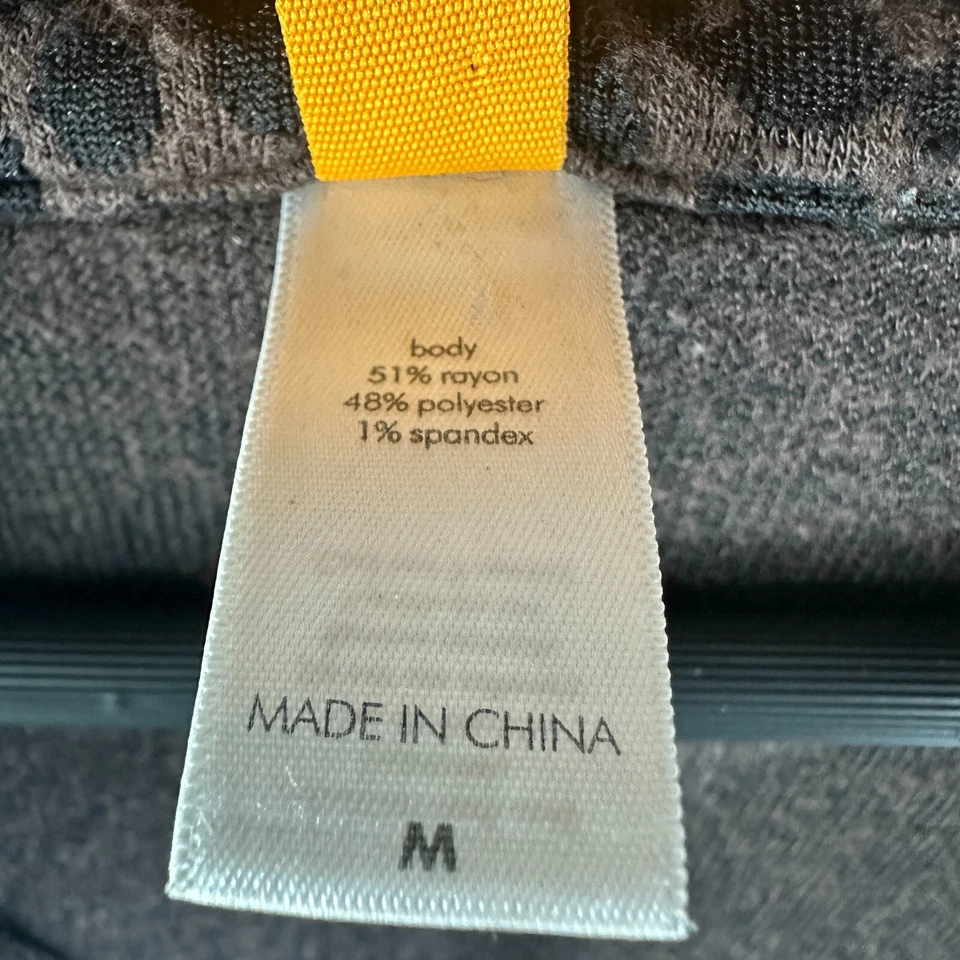 body
51% rayon
48% polyester
1% spandex
MADE IN CHINA
M